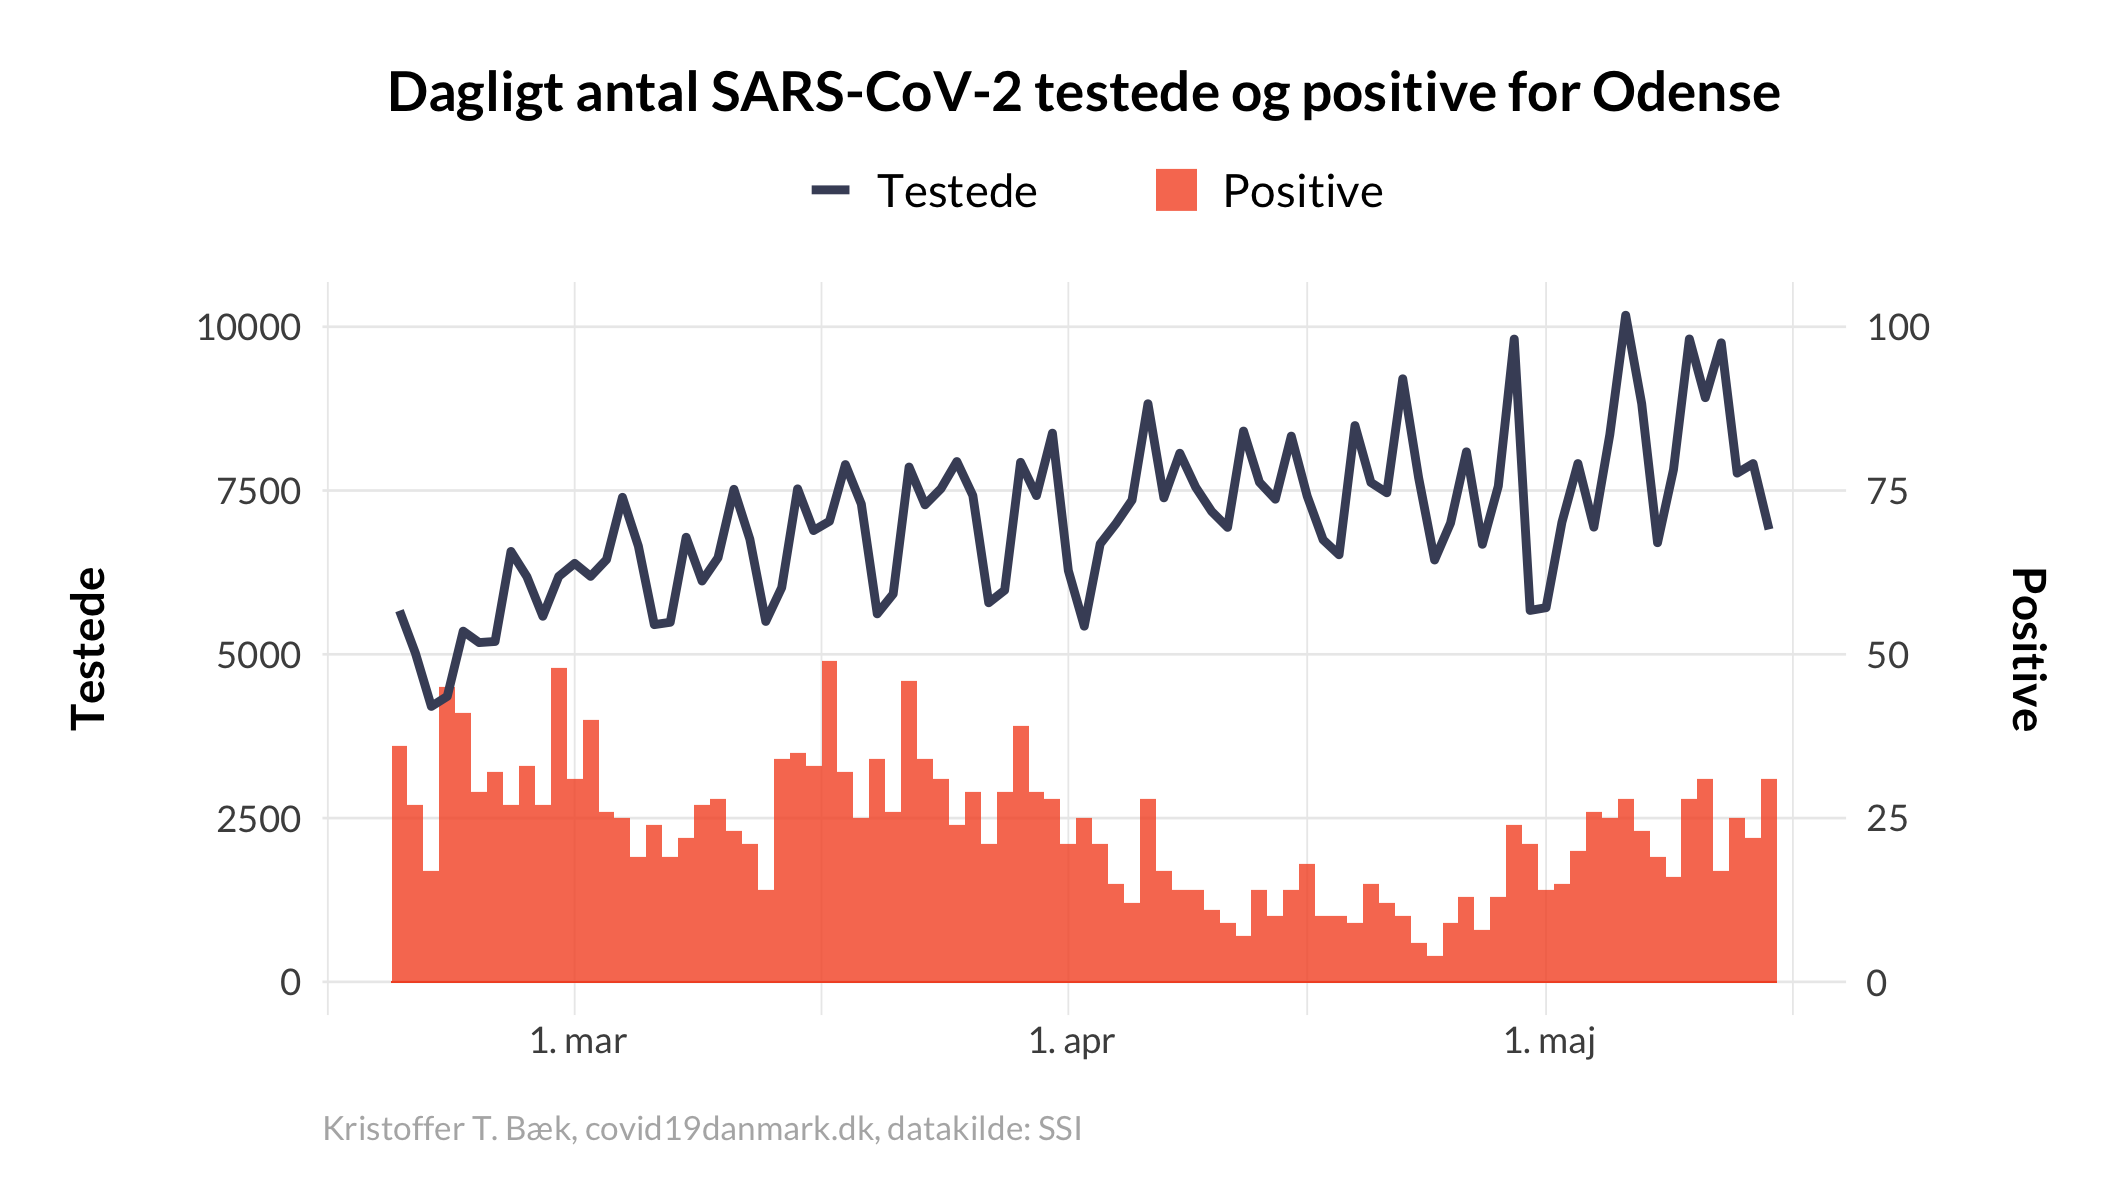 Dagligt antal SARS-CoV-2 testede og positive for Odense
Testede
Positive
10000
7500
5000
2500
0
Testede
100
75
50
25
0
Positive
1. mar
1. apr
1. maj
Kristoffer T. Bæk, covid19danmark.dk, datakilde: SSI